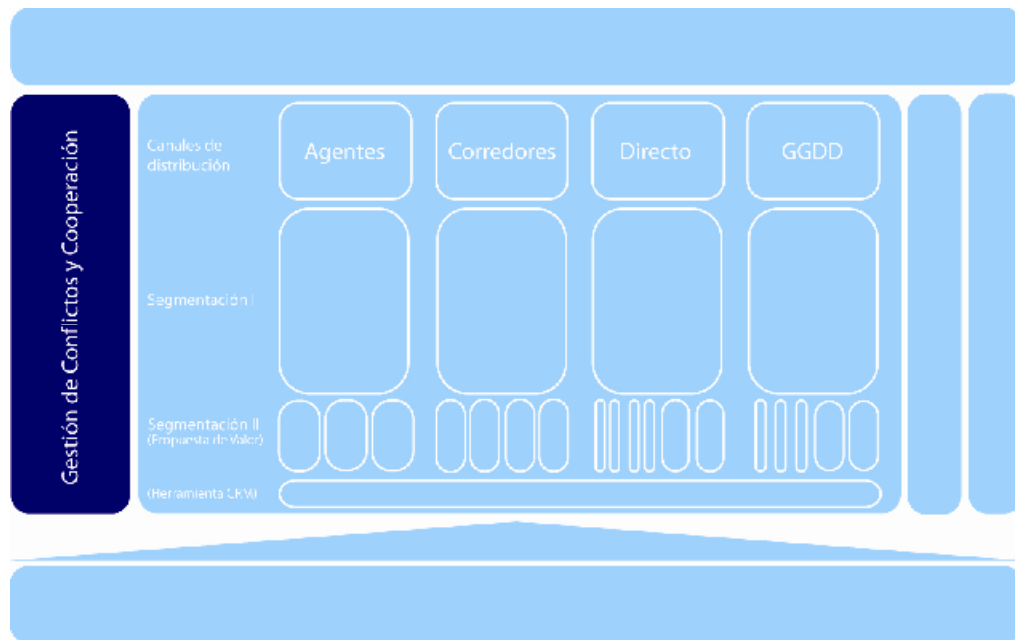 Gestión de Conflictos y Cooperación
Canales de
distribución
Agentes
Corredores
Directo
GGDD
Segmentación I
Segmentación II
(Propuesta de Valor)
(Herramienta CRM)